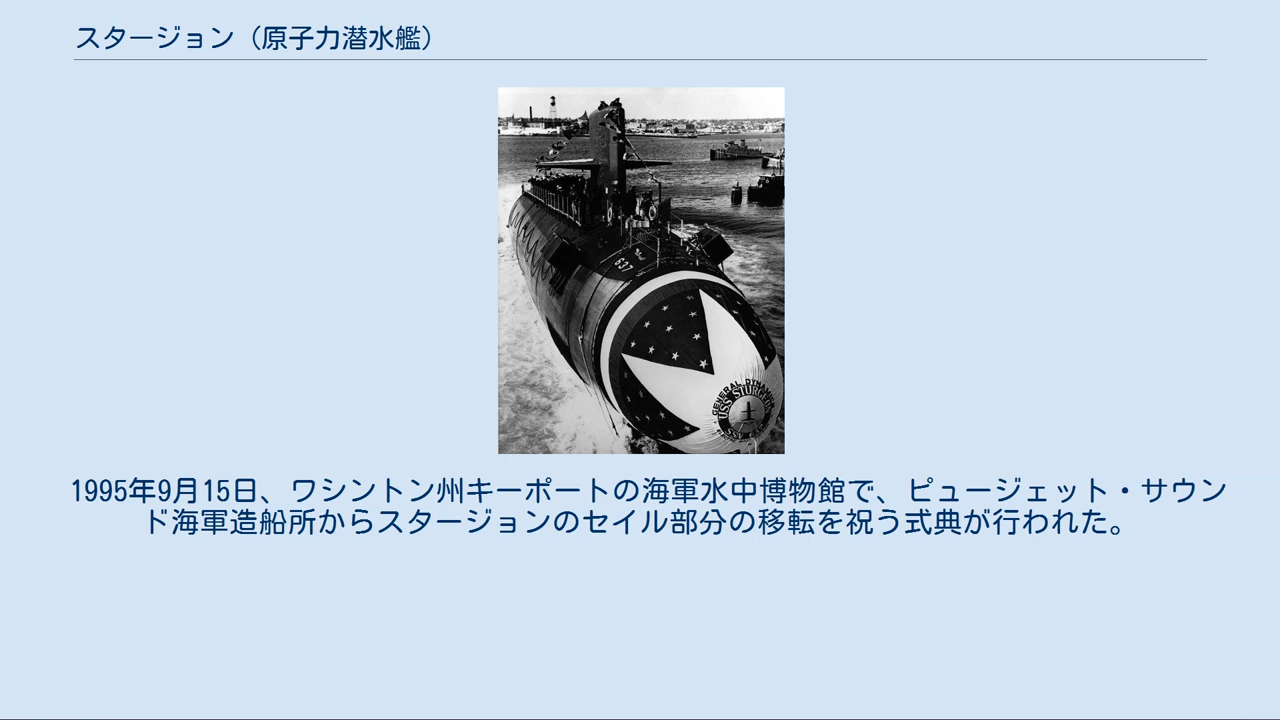 スタージョン（原子力潜水艦）
637
GENERAL DYNAMICS
USS STURGEON
1995年9月15日、ワシントン州キーポートの海軍水中博物館で、ピュージェット・サウン
ド海軍造船所からスタージョンのセイル部分の移転を祝う式典が行われた。